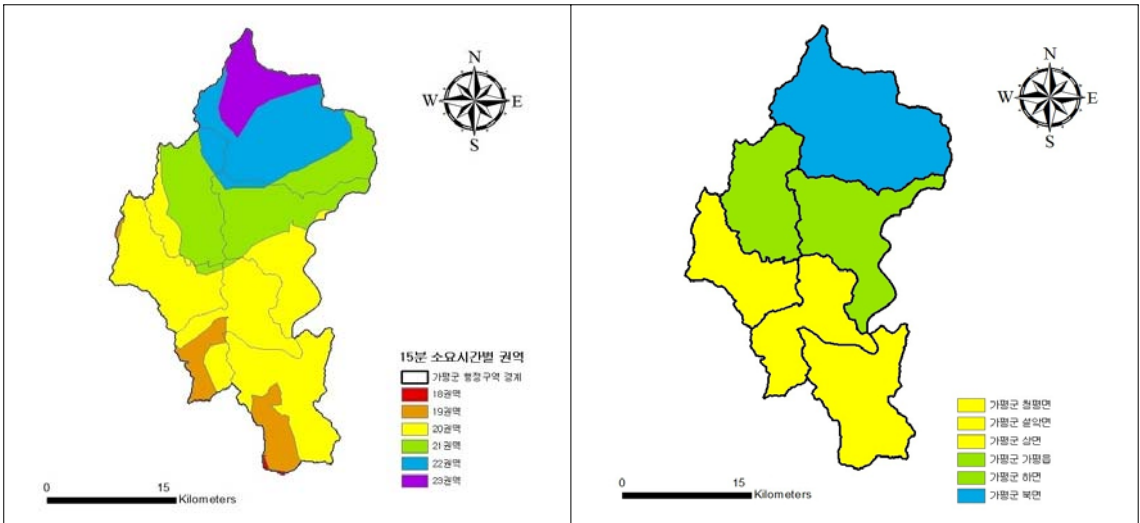 N
W E
S
15분 소요시간별 권역
가평군 행정구역 경계
18권역
19권역
20권역
21권역
22권역
23권역
0 15
Kilometers
N
W E
S
가평군 청평면
가평군 설악면
가평군 상면
가평군 가평읍
가평군 하면
가평군 북면
0 15
Kilometers